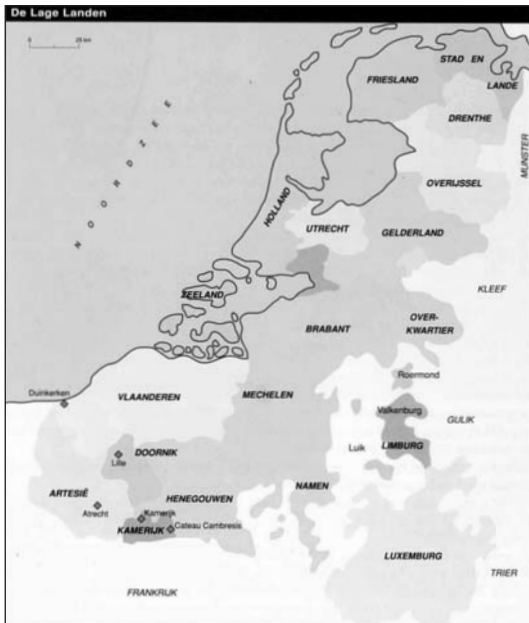 De Lage Landen
0 25 km
STAD EN
LANDE
FRIESLAND
DRENTHE
MUNSTER
NOORDZEE
OVERIJSSEL
HOLLAND
UTRECHT
GELDERLAND
KLEEF
ZEELAND
BRABANT
OVER-
KWARTIER
Roermond
Duinkerken
VLAANDEREN
MECHELEN
Valkenburg
GULIK
DOORNIK
Luik
LIMBURG
Lille
NAMEN
ARTESIË
HENEGOUWEN
Atrecht
Kamerijk
KAMERIJK
Cateau Cambresis
LUXEMBURG
TRIER
FRANKRIJK